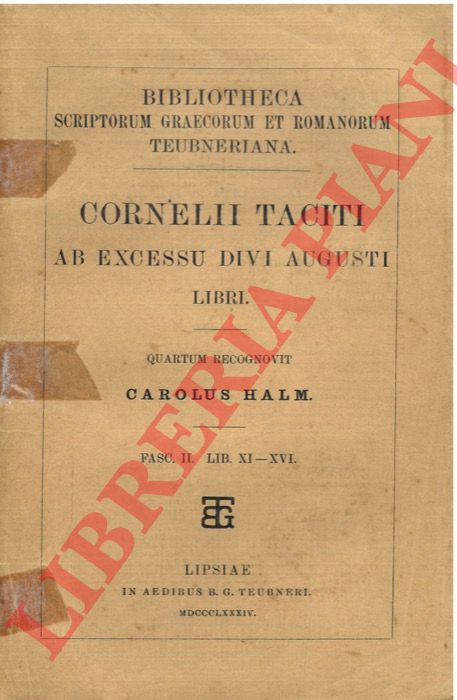 BIBLIOTHECA
SCRIPTORUM GRAECORUM ET ROMANORUM
TEUBNERIANA.
CORNELII TACITI
AB EXCESSU DIVI AUGUSTI
LIBRI.
QUARTUM RECOGNOVIT
CAROLUS HALM.
FASC. II. LIB. XI—XVI.
BTG
LIPSIAE
IN AEDIBUS B. G. TEUBNERI.
MDCCCLXXXIV.
LIBRERIA PIANI